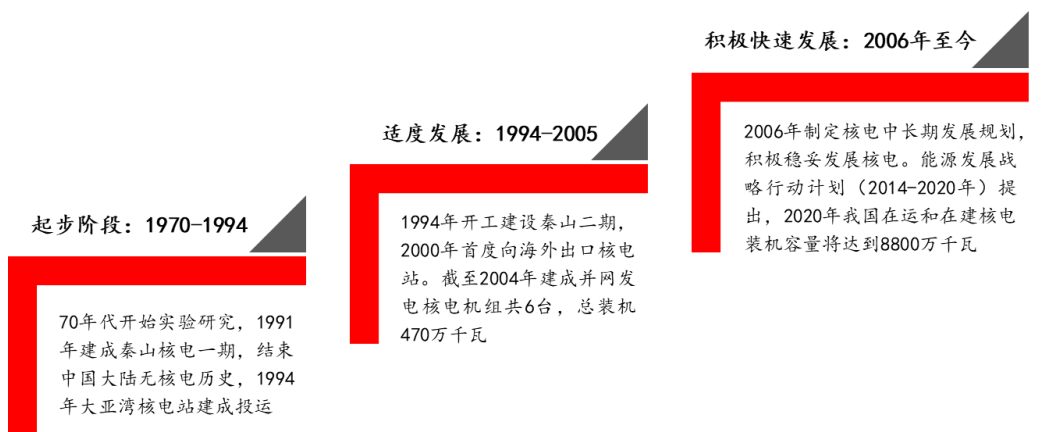 起步阶段：1970-1994
70年代开始实验研究，1991
年建成秦山核电一期，结束
中国大陆无核电历史，1994
年大亚湾核电站建成投运
适度发展：1994-2005
1994年开工建设秦山二期，
2000年首度向海外出口核电
站。截至2004年建成并网发
电核电机组共6台，总装机
470万千瓦
积极快速发展：2006年至今
2006年制定核电中长期发展规划，
积极稳妥发展核电。能源发展战
略行动计划（2014-2020年）提
出，2020年我国在运和在建核电
装机容量将达到8800万千瓦